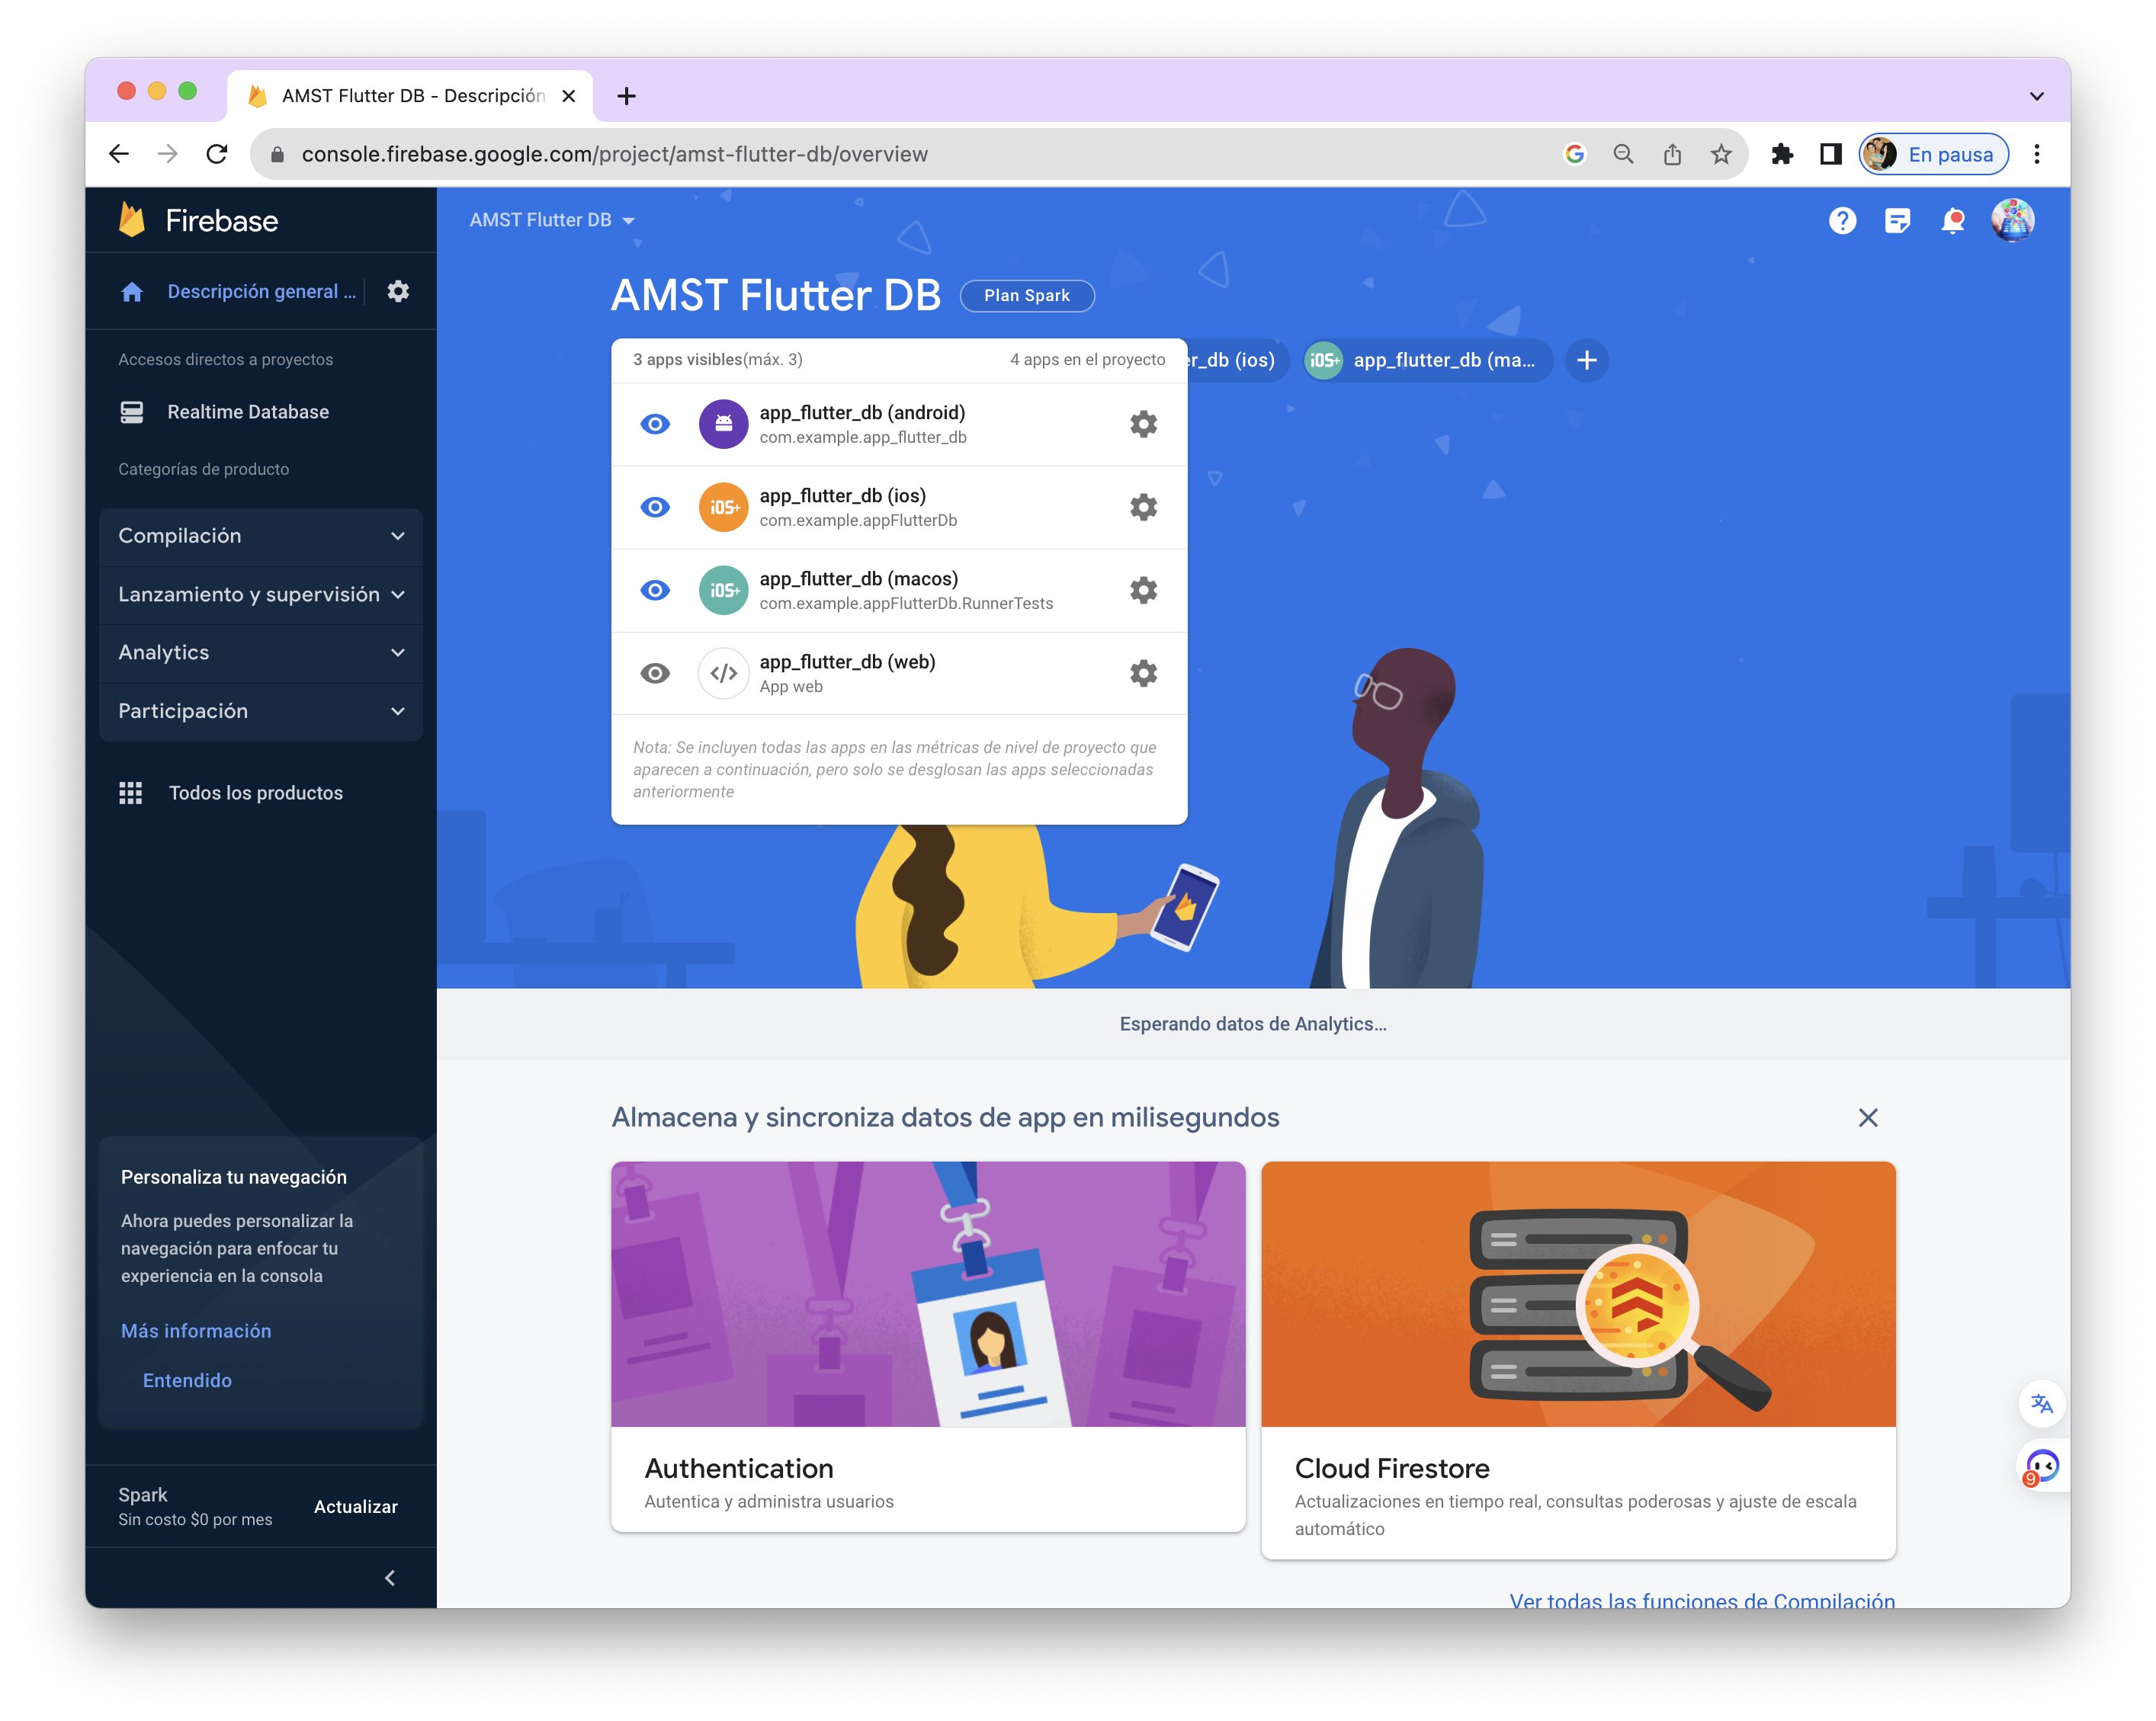 AMST Flutter DB - Descripción
console.firebase.google.com/project/amst-flutter-db/overview
En pausa
Firebase
Descripción general ...
Accesos directos a proyectos
Realtime Database
Categorías de producto
Compilación
Lanzamiento y supervisión
Analytics
Participación
Todos los productos
Personaliza tu navegación
Ahora puedes personalizar la
navegación para enfocar tu
experiencia en la consola
Más información
Entendido
Spark
Sin costo $0 por mes
Actualizar
AMST Flutter DB
AMST Flutter DB
Plan Spark
3 apps visibles(máx. 3)
4 apps en el proyecto
er_db (ios)
iOS+
app_flutter_db (ma...
app_flutter_db (android)
com.example.app_flutter_db
iOS+
app_flutter_db (ios)
com.example.appFlutterDb
iOS+
app_flutter_db (macos)
com.example.appFlutterDb.RunnerTests
app_flutter_db (web)
App web
Nota: Se incluyen todas las apps en las métricas de nivel de proyecto que
aparecen a continuación, pero solo se desglosan las apps seleccionadas
anteriormente
Esperando datos de Analytics...
Almacena y sincroniza datos de app en milisegundos
Authentication
Autentica y administra usuarios
Cloud Firestore
Actualizaciones en tiempo real, consultas poderosas y ajuste de escala
automático
9
Ver todas las funciones de Compilación